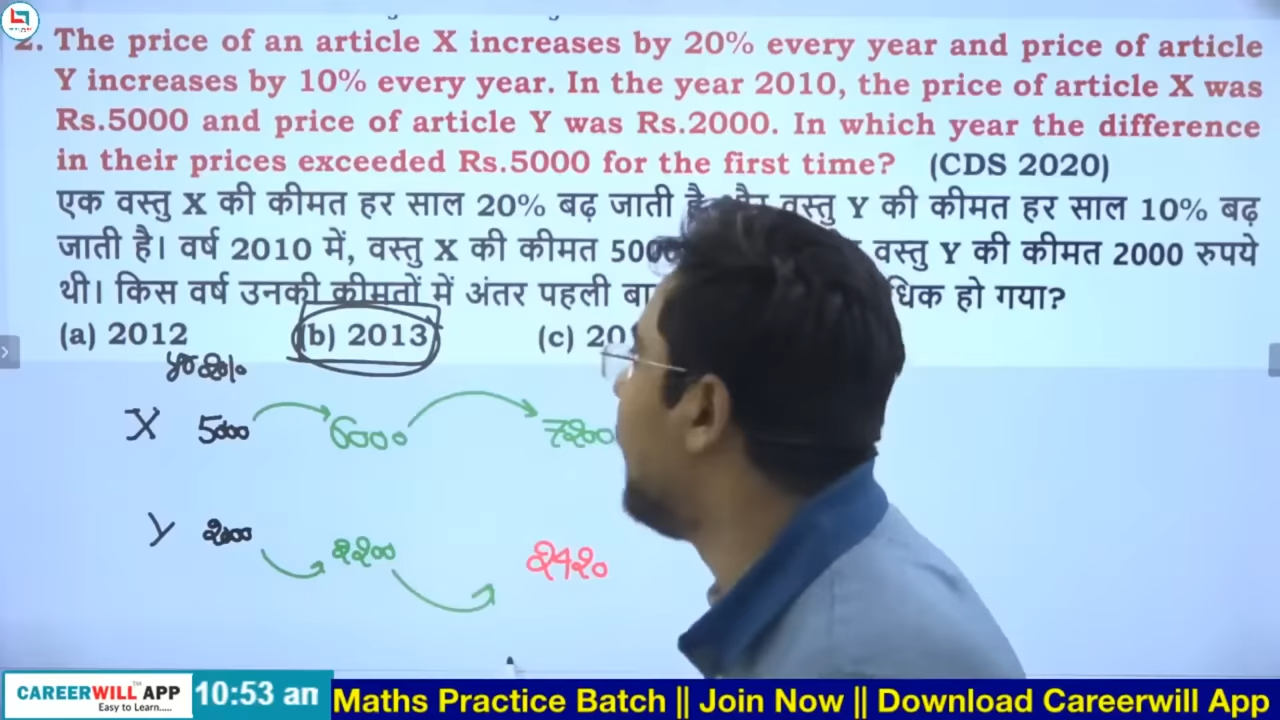 2. The price of an article X increases by 20% every year and price of article
Y increases by 10% every year. In the year 2010, the price of article X was
Rs.5000 and price of article Y was Rs.2000. In which year the difference
in their prices exceeded Rs.5000 for the first time? (CDS 2020)
एक वस्तु X की कीमत हर साल 20% बढ़ जाती है वस्तु Y की कीमत हर साल 10% बढ़
जाती है। वर्ष 2010 में, वस्तु X की कीमत 5000 वस्तु Y की कीमत 2000 रुपये
थी। किस वर्ष उनकी कीमतों में अंतर पहली धिक हो गया?
(a) 2012 (b) 2013 (c)
X 5000 6000 7200
Y 2000 2200 2420
CAREERWILL APP
Easy to Learn.....
10:53 an
Maths Practice Batch || Join Now || Download Careerwill App